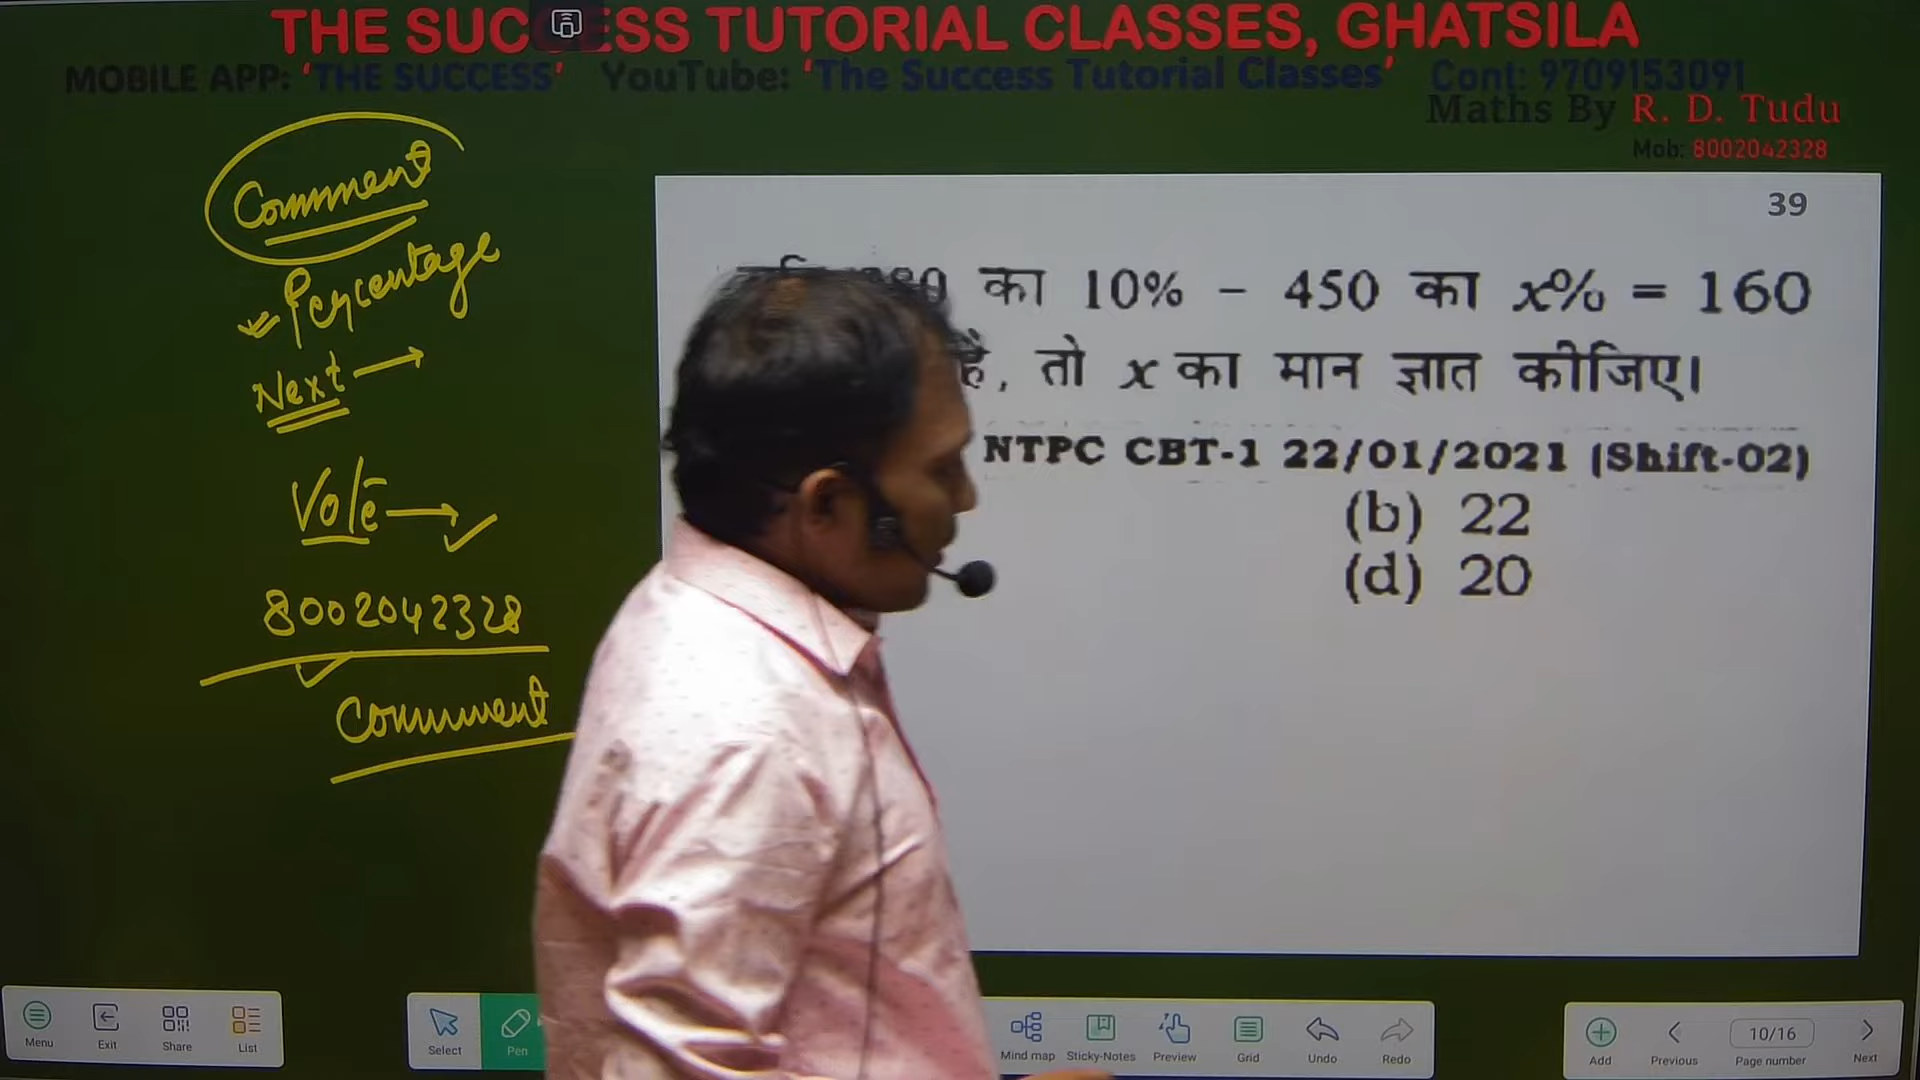 THE SUCCESS TUTORIAL CLASSES, GHATSILA
MOBILE APP: 'THE SUCCESS' YouTube: 'The Success Tutorial Classes' Cont: 9709153091
Maths By R. D. Tudu
Mob: 8002042328
Comment
Percentage
Next →
Vote → ✓
8002042328
Comment
39
का 10% - 450 का x% = 160
है, तो x का मान ज्ञात कीजिए।
NTPC CBT-1 22/01/2021 (Shift-02)
(b) 22
(d) 20
Menu Exit Share List
Select Pen Mind map Sticky-Notes Preview Grid Undo Redo
Add Previous 10/16 Page number Next